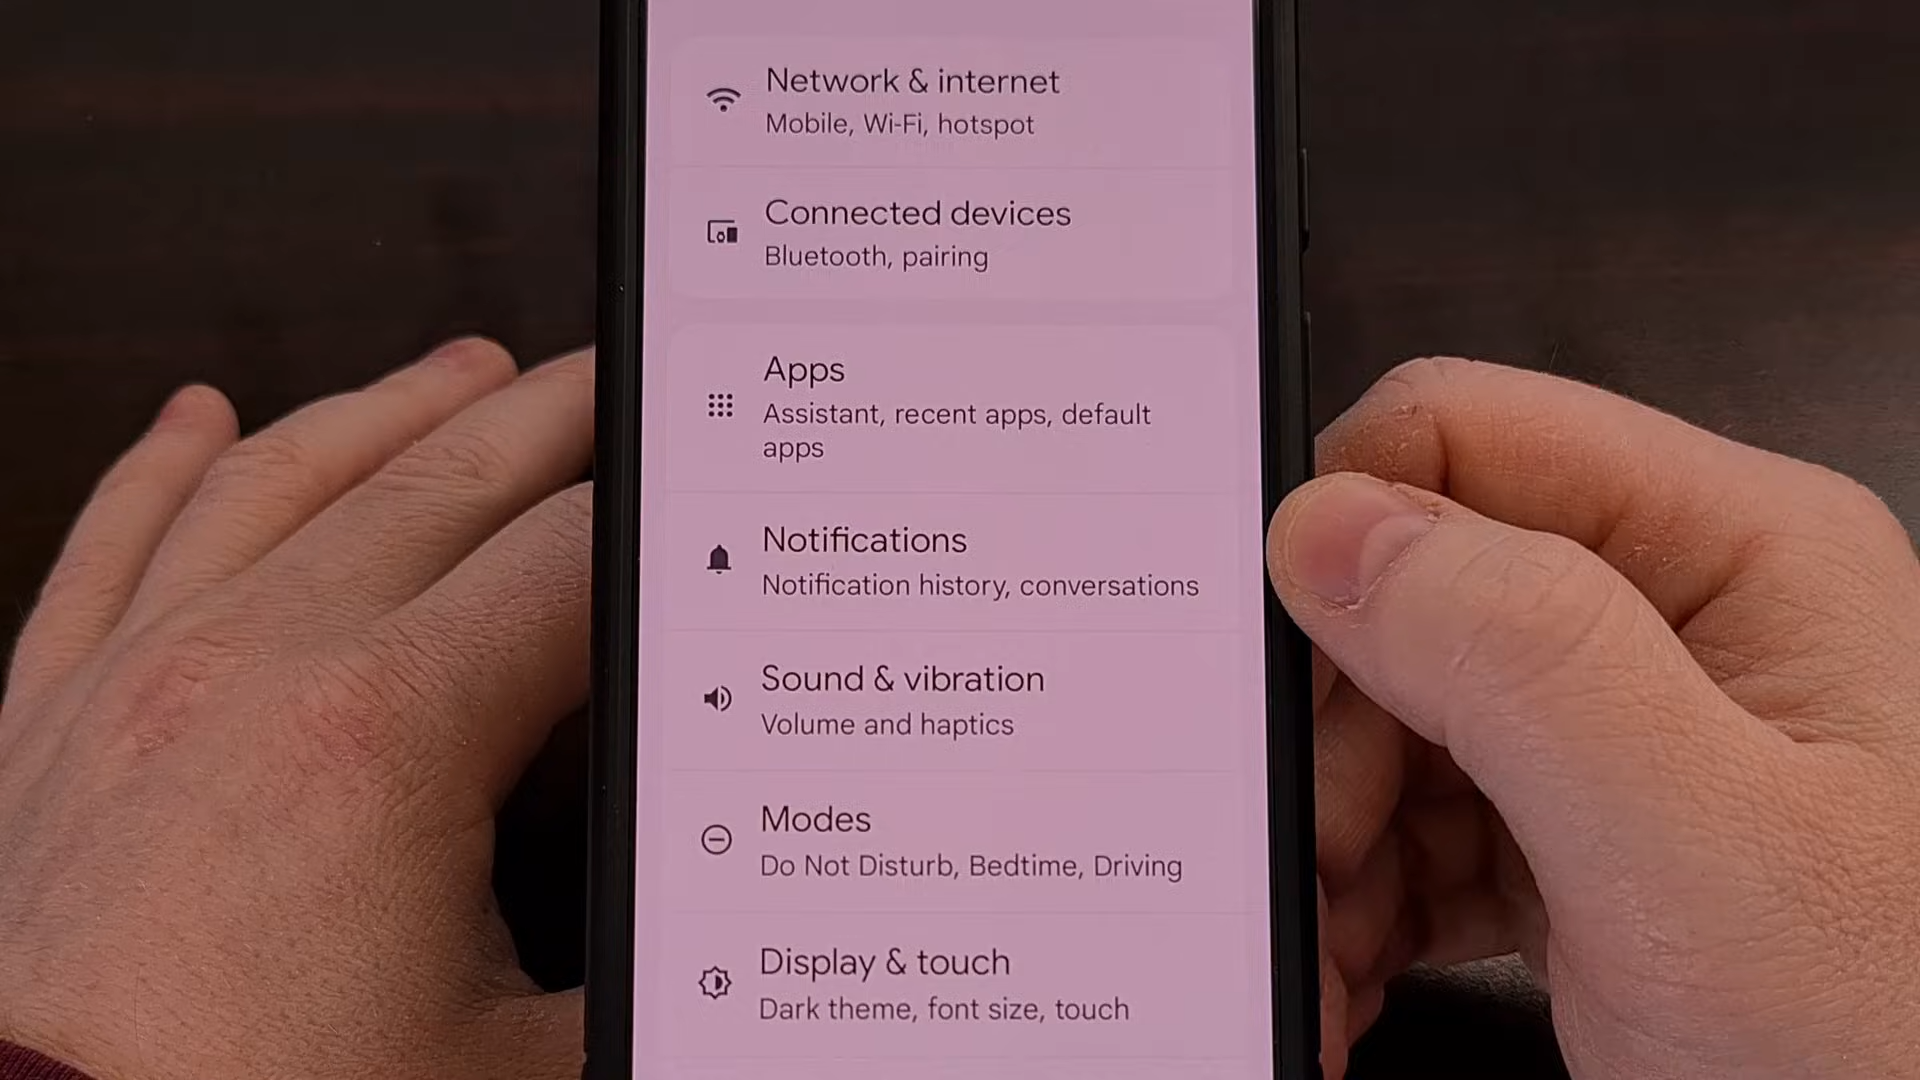 Network & internet
Mobile, Wi-Fi, hotspot
Connected devices
Bluetooth, pairing
Apps
Assistant, recent apps, default
apps
Notifications
Notification history, conversations
Sound & vibration
Volume and haptics
Modes
Do Not Disturb, Bedtime, Driving
Display & touch
Dark theme, font size, touch